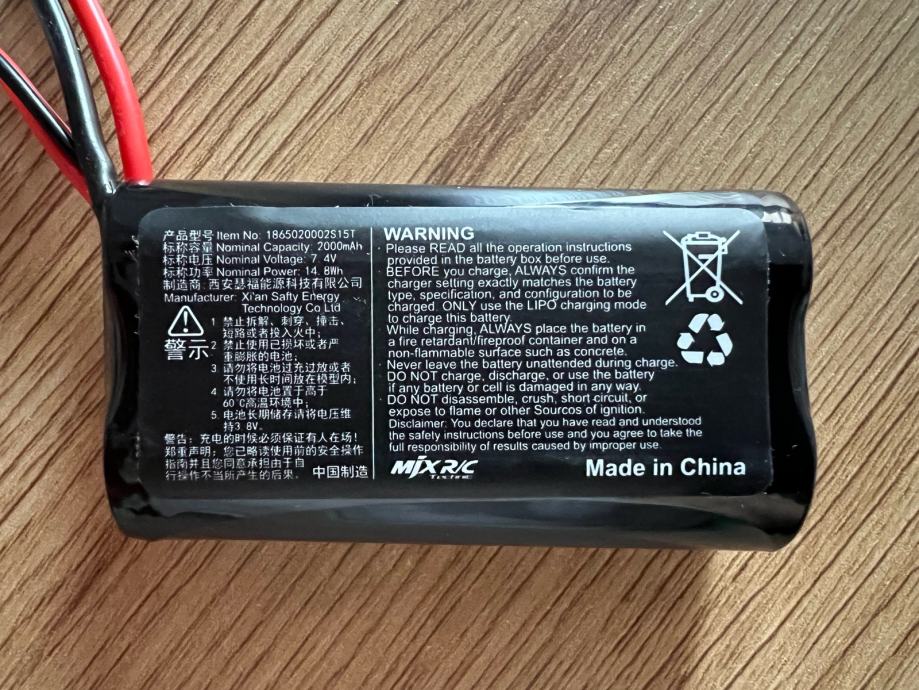 产品型号 Item No: 1865020002S15T
标称容量 Nominal Capacity: 2000mAh
标称电压 Nominal Voltage: 7.4V
标称功率 Nominal Power: 14.8Wh
制造商: 西安瑟福能源科技有限公司
Manufacturer: Xi'an Safty Energy
Technology Co Ltd
警示
1 禁止拆解、刺穿、撞击、
短路或者投入火中;
2 禁止使用已损坏或者严
重膨胀的电池;
3 请勿将电池过充过放或者
不使用长时间放在模型内;
4 请勿将电池置于高于
60℃高温环境中;
5. 电池长期储存请将电压维
持3.8V.
警告: 充电的时候必须保证有人在场!
郑重声明: 您已略读使用前的安全操作
指南并且您同意承担由于自
行操作不当所产生的后果.
中国制造
WARNING
· Please READ all the operation instructions
provided in the battery box before use.
· BEFORE you charge, ALWAYS confirm the
charger setting exactly matches the battery
type, specification, and configuration to be
charged. ONLY use the LIPO charging mode
to charge this battery.
· While charging, ALWAYS place the battery in
a fire retardant/fireproof container and on a
non-flammable surface such as concrete.
· Never leave the battery unattended during charge.
· DO NOT charge, discharge, or use the battery
if any battery or cell is damaged in any way.
· DO NOT disassemble, crush, short circuit, or
expose to flame or other Sourcos of ignition.
Disclaimer: You declare that you have read and understood
the safety instructions before use and you agree to take the
full responsibility of results caused by improper use.
MJX R/C
Technic
Made in China